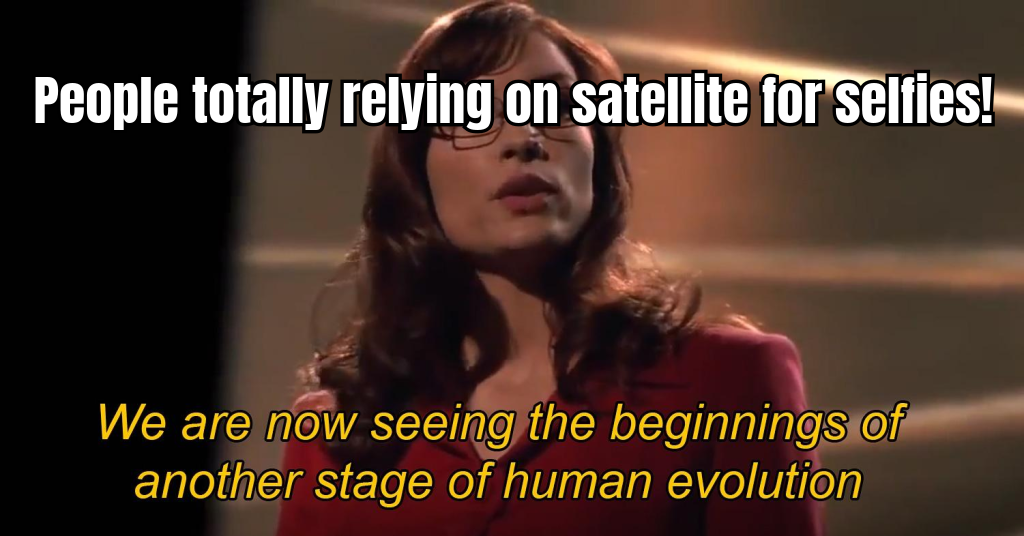 People totally relying on satellite for selfies!
We are now seeing the beginnings of
another stage of human evolution